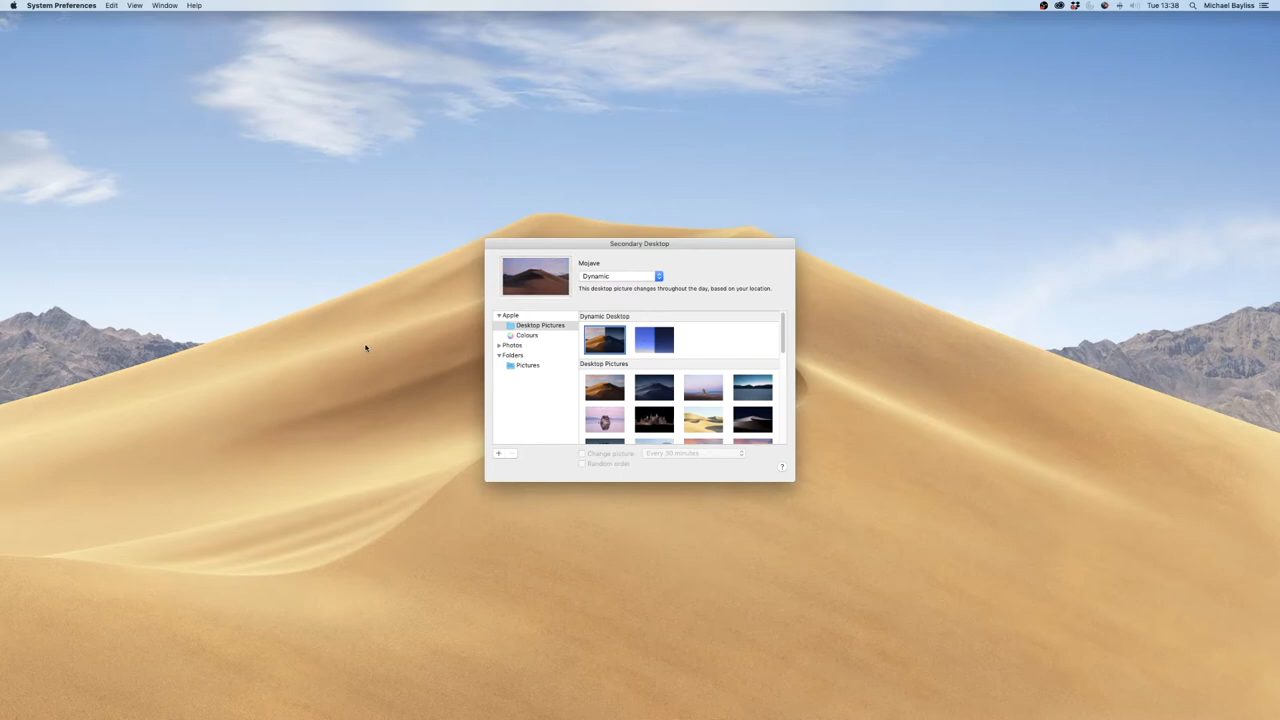 System Preferences Edit View Window Help
Tue 13:38 Michael Bayliss
Secondary Desktop
Mojave
Dynamic
This desktop picture changes throughout the day, based on your location.
Apple
Desktop Pictures
Colours
Photos
Folders
Pictures
Dynamic Desktop
Desktop Pictures
+ −
Change picture: Every 30 minutes
Random order
?